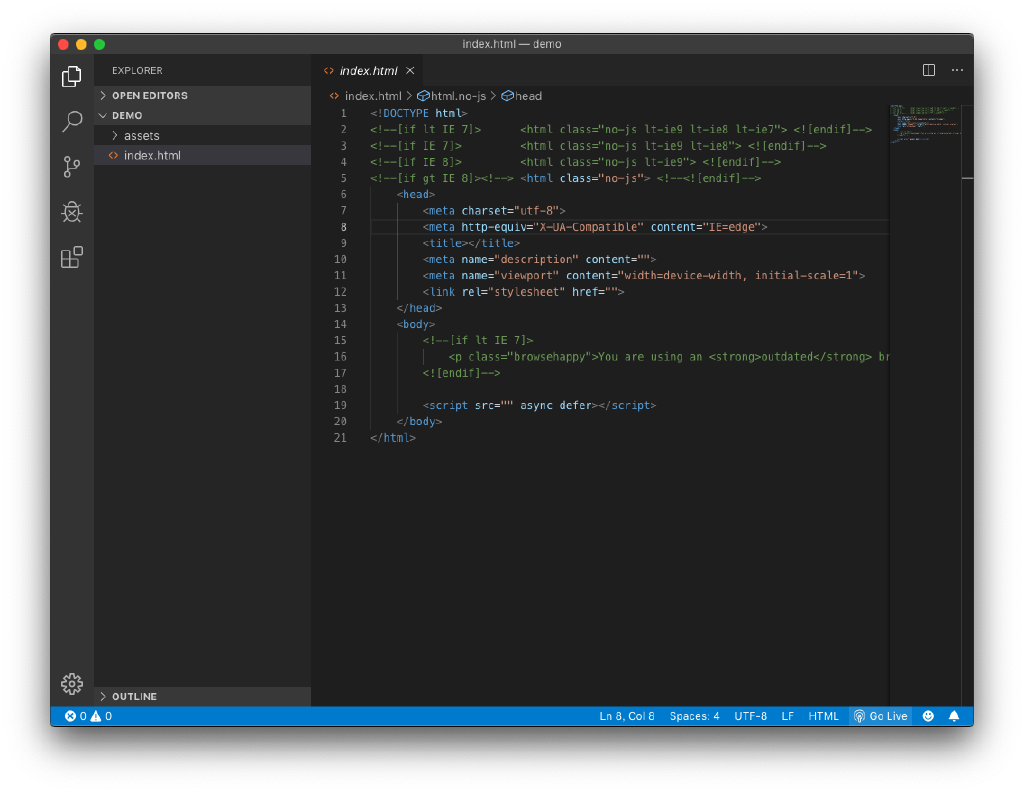 index.html — demo
EXPLORER
OPEN EDITORS
DEMO
assets
index.html
index.html
index.html > html.no-js > head
1 <!DOCTYPE html>
2 <!--[if lt IE 7]>      <html class="no-js lt-ie9 lt-ie8 lt-ie7"> <![endif]-->
3 <!--[if IE 7]>         <html class="no-js lt-ie9 lt-ie8"> <![endif]-->
4 <!--[if IE 8]>         <html class="no-js lt-ie9"> <![endif]-->
5 <!--[if gt IE 8]><!--> <html class="no-js"> <!--<![endif]-->
6     <head>
7         <meta charset="utf-8">
8         <meta http-equiv="X-UA-Compatible" content="IE=edge">
9         <title></title>
10         <meta name="description" content="">
11         <meta name="viewport" content="width=device-width, initial-scale=1">
12         <link rel="stylesheet" href="">
13     </head>
14     <body>
15         <!--[if lt IE 7]>
16             <p class="browsehappy">You are using an <strong>outdated</strong> br
17         <![endif]-->
18
19         <script src="" async defer></script>
20     </body>
21 </html>
OUTLINE
0 0 Ln 8, Col 8 Spaces: 4 UTF-8 LF HTML Go Live